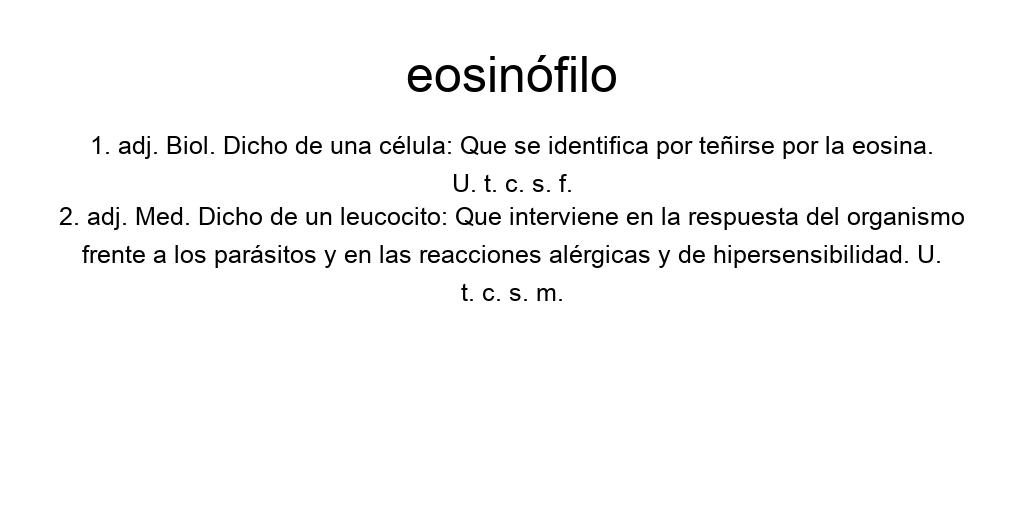 eosinófilo
1. adj. Biol. Dicho de una célula: Que se identifica por teñirse por la eosina.
U. t. c. s. f.
2. adj. Med. Dicho de un leucocito: Que interviene en la respuesta del organismo
frente a los parásitos y en las reacciones alérgicas y de hipersensibilidad. U.
t. c. s. m.